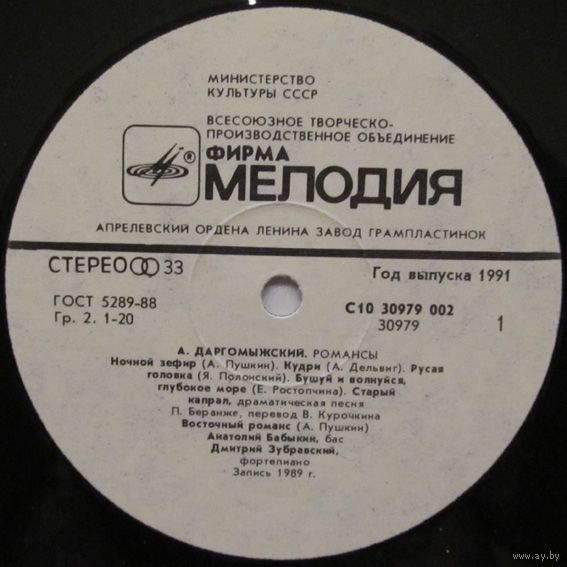 МИНИСТЕРСТВО
КУЛЬТУРЫ СССР
ВСЕСОЮЗНОЕ ТВОРЧЕСКО-
ПРОИЗВОДСТВЕННОЕ ОБЪЕДИНЕНИЕ
®
ФИРМА
МЕЛОДИЯ
АПРЕЛЕВСКИЙ ОРДЕНА ЛЕНИНА ЗАВОД ГРАМПЛАСТИНОК
СТЕРЕО 33
Год выпуска 1991
ГОСТ 5289-88
С10 30979 002
Гр. 2. 1-20
30979
1
А. ДАРГОМЫЖСКИЙ. РОМАНСЫ
Ночной зефир (А. Пушкин). Кудри (А. Дельвиг). Русая
головка (Я. Полонский). Бушуй и волнуйся,
глубокое море (Е. Ростопчина). Старый
капрал, драматическая песня
П. Беранже, перевод В. Курочкина
Восточный романс (А. Пушкин)
Анатолий Бабыкин, бас
Дмитрий Зубравский,
фортепиано
Запись 1989 г.
www.ay.by